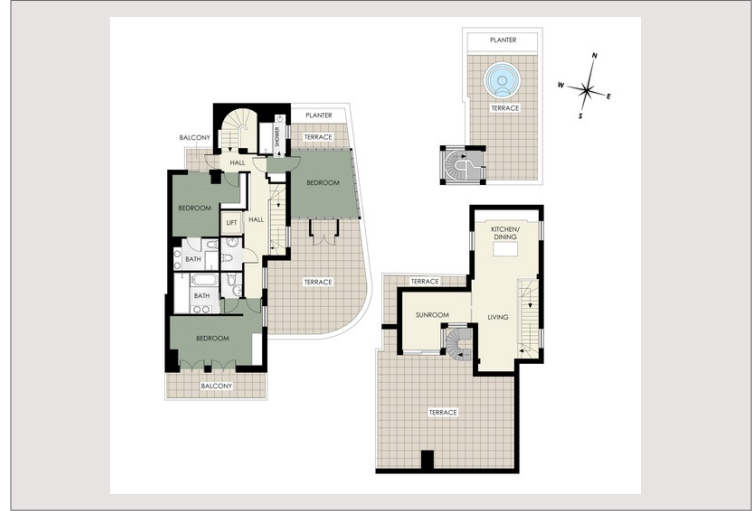 PLANTER
N
W
E
S
TERRACE
PLANTER
TERRACE
SHOWER
BALCONY
HALL
BEDROOM
BEDROOM
LIFT
HALL
BATH
TERRACE
BATH
BEDROOM
BALCONY
KITCHEN/
DINING
TERRACE
SUNROOM
LIVING
TERRACE